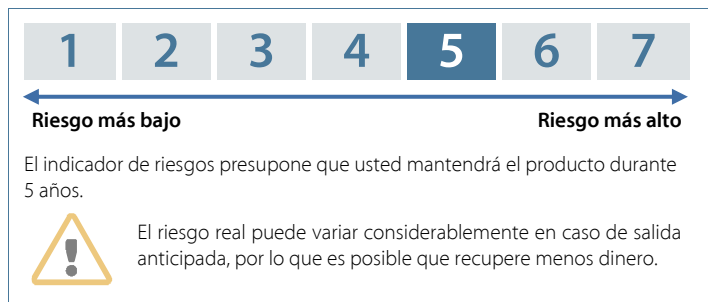 1 2 3 4 5 6 7
Riesgo más bajo Riesgo más alto
El indicador de riesgos presupone que usted mantendrá el producto durante
5 años.
El riesgo real puede variar considerablemente en caso de salida
anticipada, por lo que es posible que recupere menos dinero.